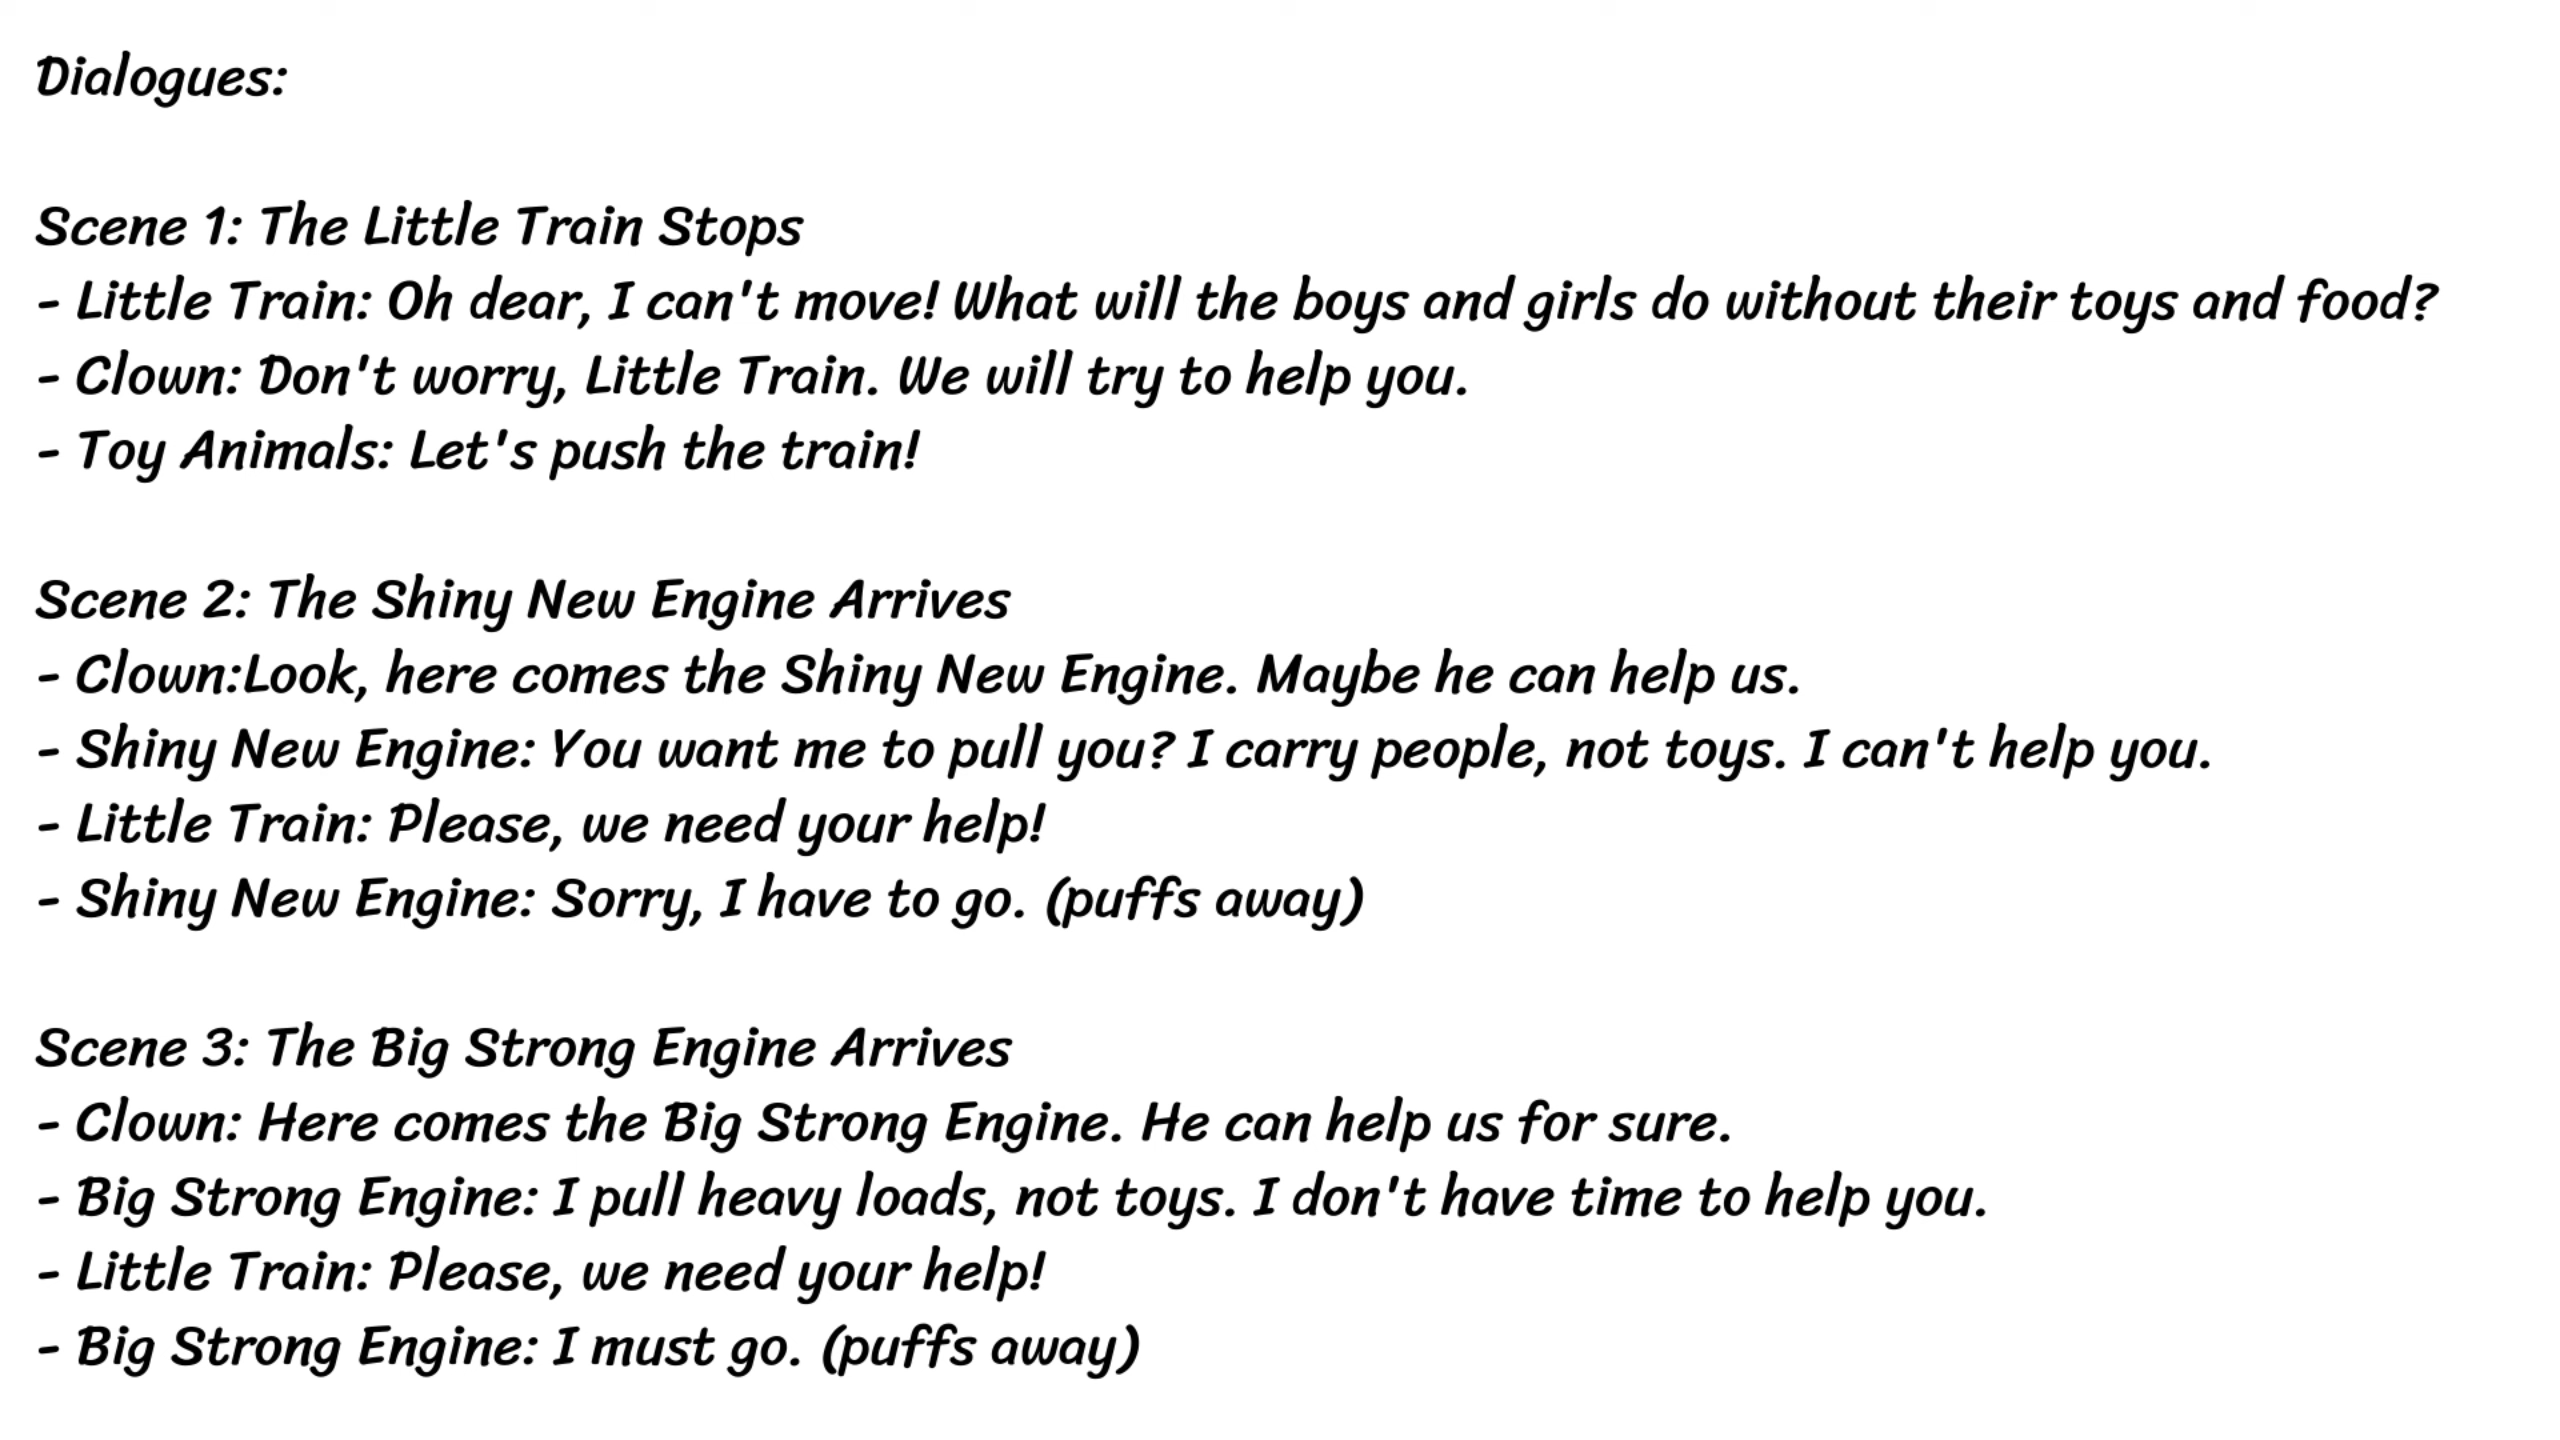 Dialogues:
Scene 1: The Little Train Stops
- Little Train: Oh dear, I can't move! What will the boys and girls do without their toys and food?
- Clown: Don't worry, Little Train. We will try to help you.
- Toy Animals: Let's push the train!
Scene 2: The Shiny New Engine Arrives
- Clown:Look, here comes the Shiny New Engine. Maybe he can help us.
- Shiny New Engine: You want me to pull you? I carry people, not toys. I can't help you.
- Little Train: Please, we need your help!
- Shiny New Engine: Sorry, I have to go. (puffs away)
Scene 3: The Big Strong Engine Arrives
- Clown: Here comes the Big Strong Engine. He can help us for sure.
- Big Strong Engine: I pull heavy loads, not toys. I don't have time to help you.
- Little Train: Please, we need your help!
- Big Strong Engine: I must go. (puffs away)